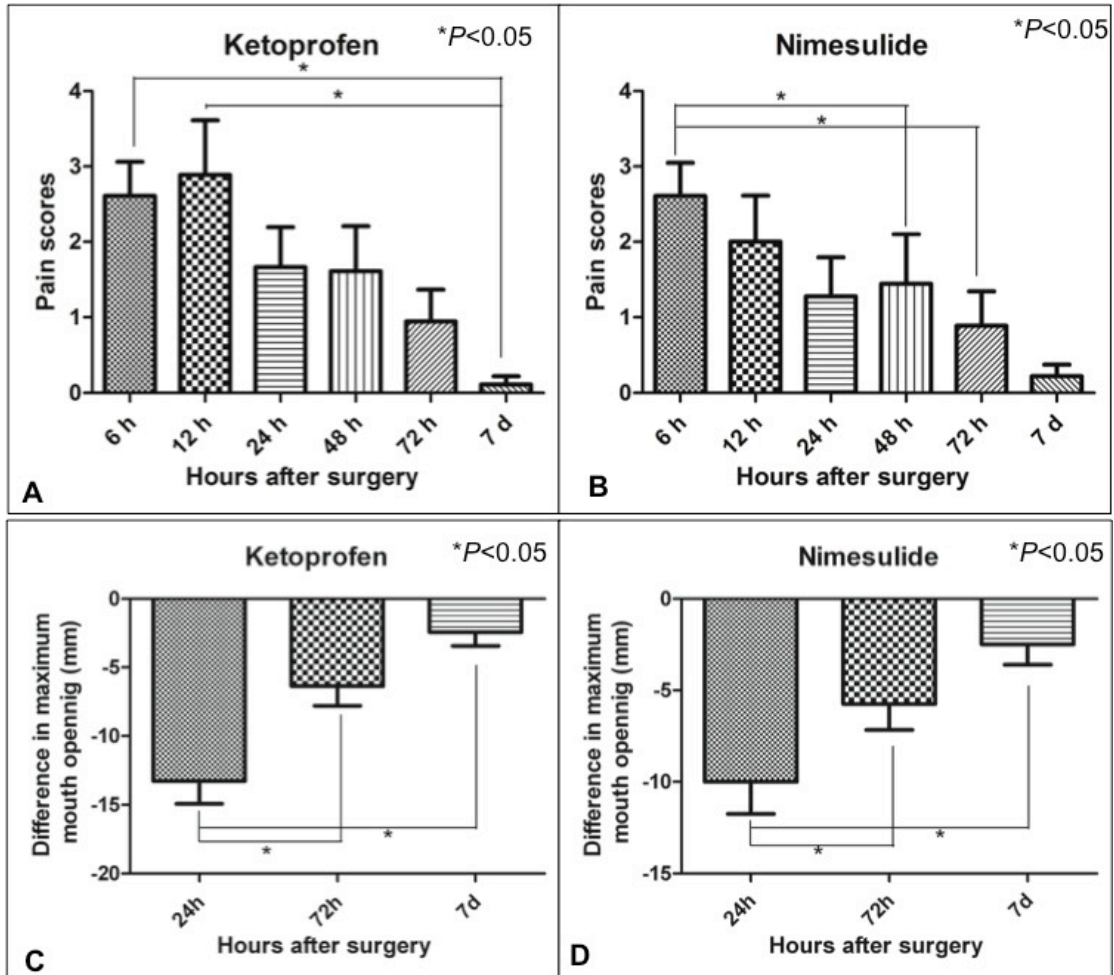 Ketoprofen
*P<0.05
*
*
4
3
2
1
0
Pain scores
6 h
12 h
24 h
48 h
72 h
7 d
Hours after surgery
A
Nimesulide
*P<0.05
*
*
4
3
2
1
0
Pain scores
6 h
12 h
24 h
48 h
72 h
7 d
Hours after surgery
B
Ketoprofen
*P<0.05
0
-5
-10
-15
-20
Difference in maximum
mouth opennig (mm)
*
*
24h
72h
7d
Hours after surgery
C
Nimesulide
*P<0.05
0
-5
-10
-15
Difference in maximum
mouth opennig (mm)
*
*
24h
72h
7d
Hours after surgery
D